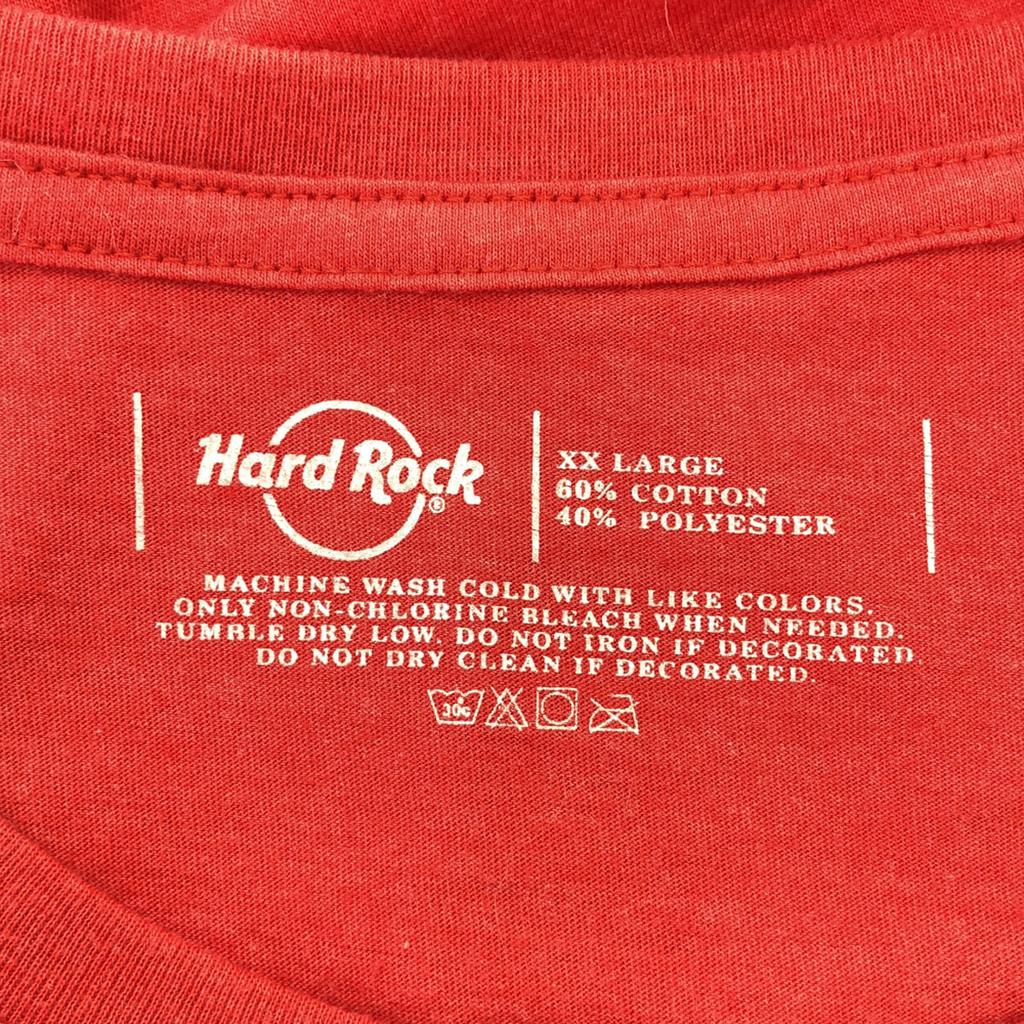 Hard Rock®
XX LARGE
60% COTTON
40% POLYESTER
MACHINE WASH COLD WITH LIKE COLORS.
ONLY NON-CHLORINE BLEACH WHEN NEEDED.
TUMBLE DRY LOW. DO NOT IRON IF DECORATED.
DO NOT DRY CLEAN IF DECORATED.
30c